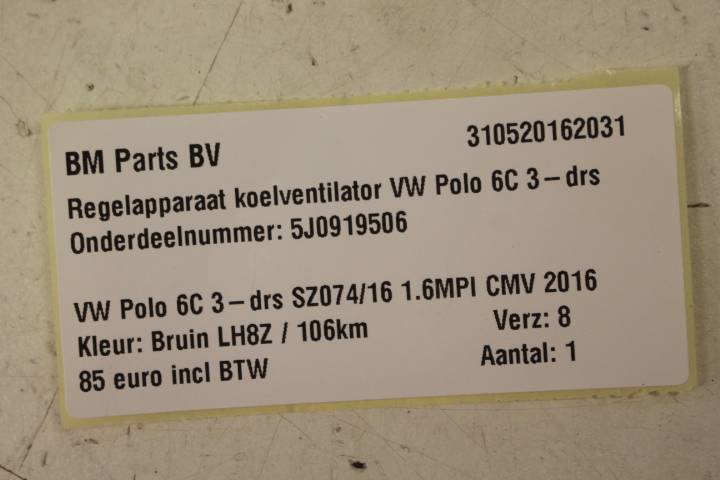 BM Parts BV 310520162031
Regelapparaat koelventilator VW Polo 6C 3-drs
Onderdeelnummer: 5J0919506
VW Polo 6C 3-drs SZ074/16 1.6MPI CMV 2016
Kleur: Bruin LH8Z / 106km Verz: 8
85 euro incl BTW Aantal: 1